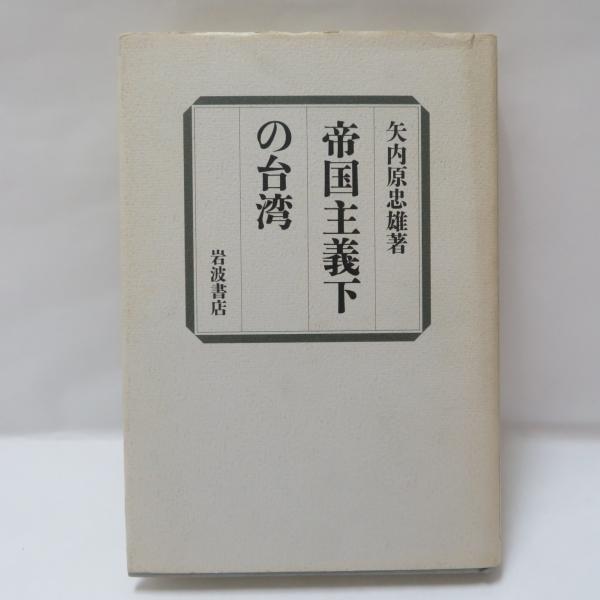 矢内原忠雄著
帝国主義下
の台湾
岩波書店